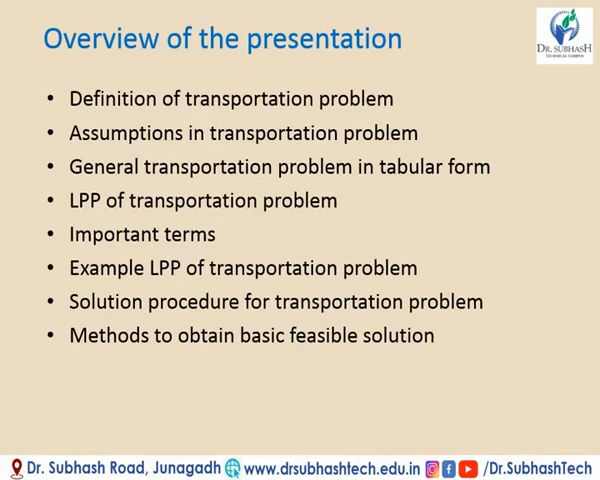 Overview of the presentation
DR. SUBHASH
TECHNICAL CAMPUS
• Definition of transportation problem
• Assumptions in transportation problem
• General transportation problem in tabular form
• LPP of transportation problem
• Important terms
• Example LPP of transportation problem
• Solution procedure for transportation problem
• Methods to obtain basic feasible solution
Dr. Subhash Road, Junagadh www.drsubhashtech.edu.in /Dr.SubhashTech